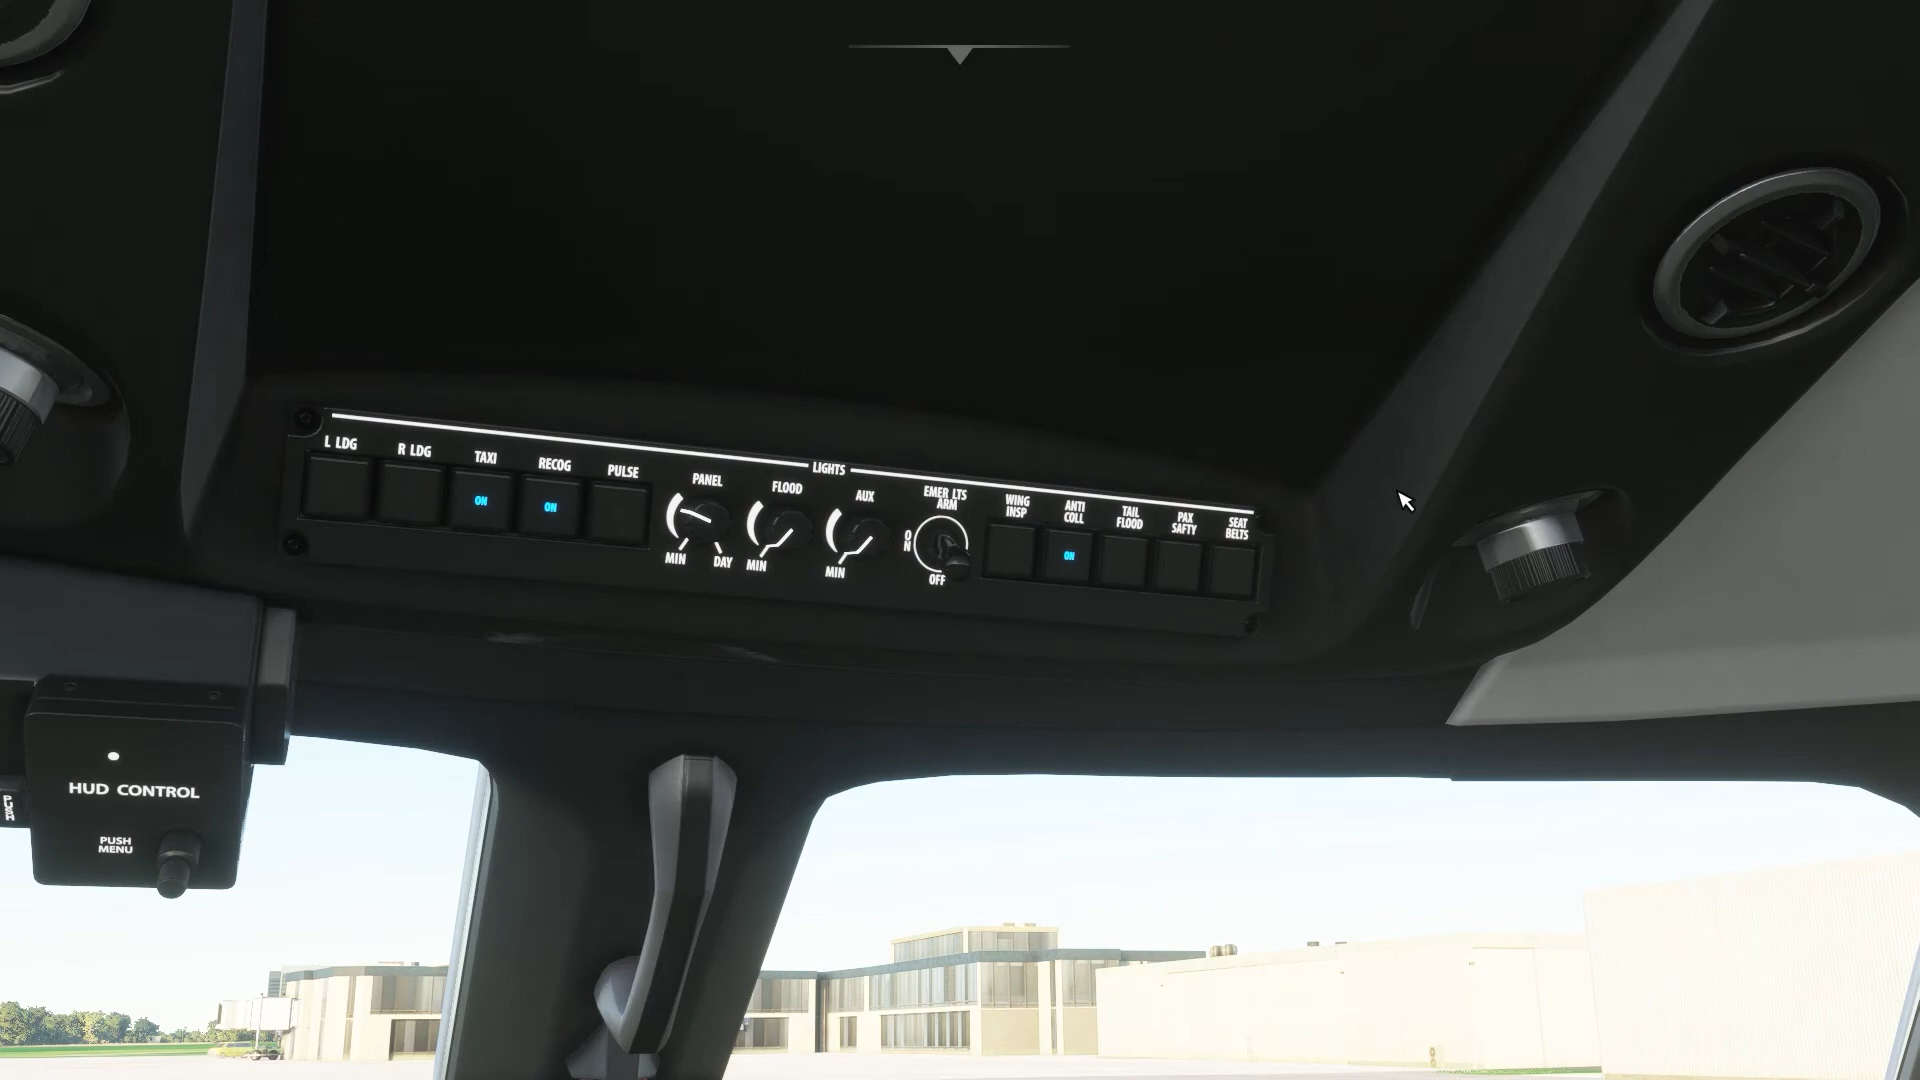 LIGHTS
L LDG
R LDG
TAXI
RECOG
PULSE
ON
ON
PANEL
MIN
DAY
FLOOD
MIN
AUX
MIN
EMER LTS
ARM
ON
OFF
WING
INSP
ANTI
COLL
ON
TAIL
FLOOD
PAX
SAFTY
SEAT
BELTS
HUD CONTROL
PUSH
MENU
PUSH